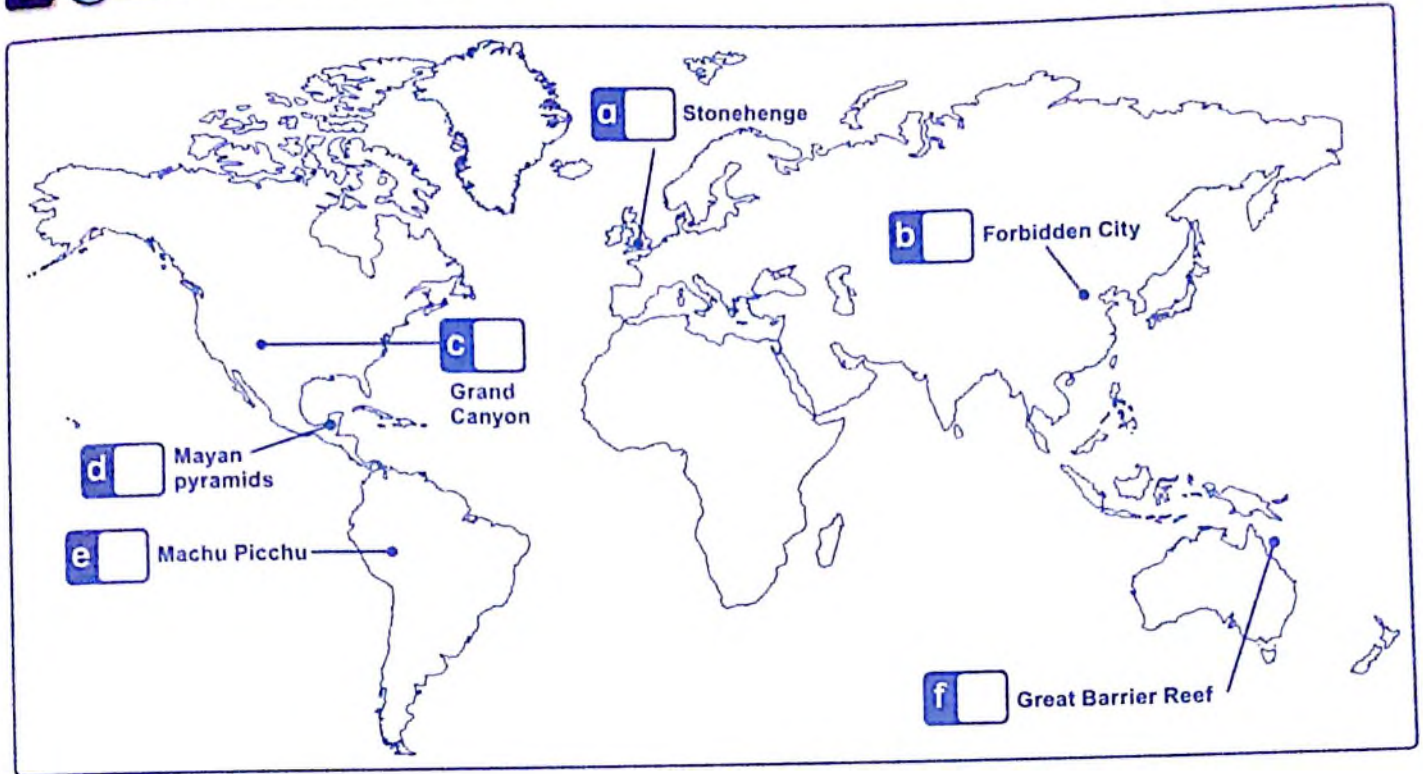 a Stonehenge
b Forbidden City
c
Grand
Canyon
d Mayan
pyramids
e Machu Picchu
f Great Barrier Reef